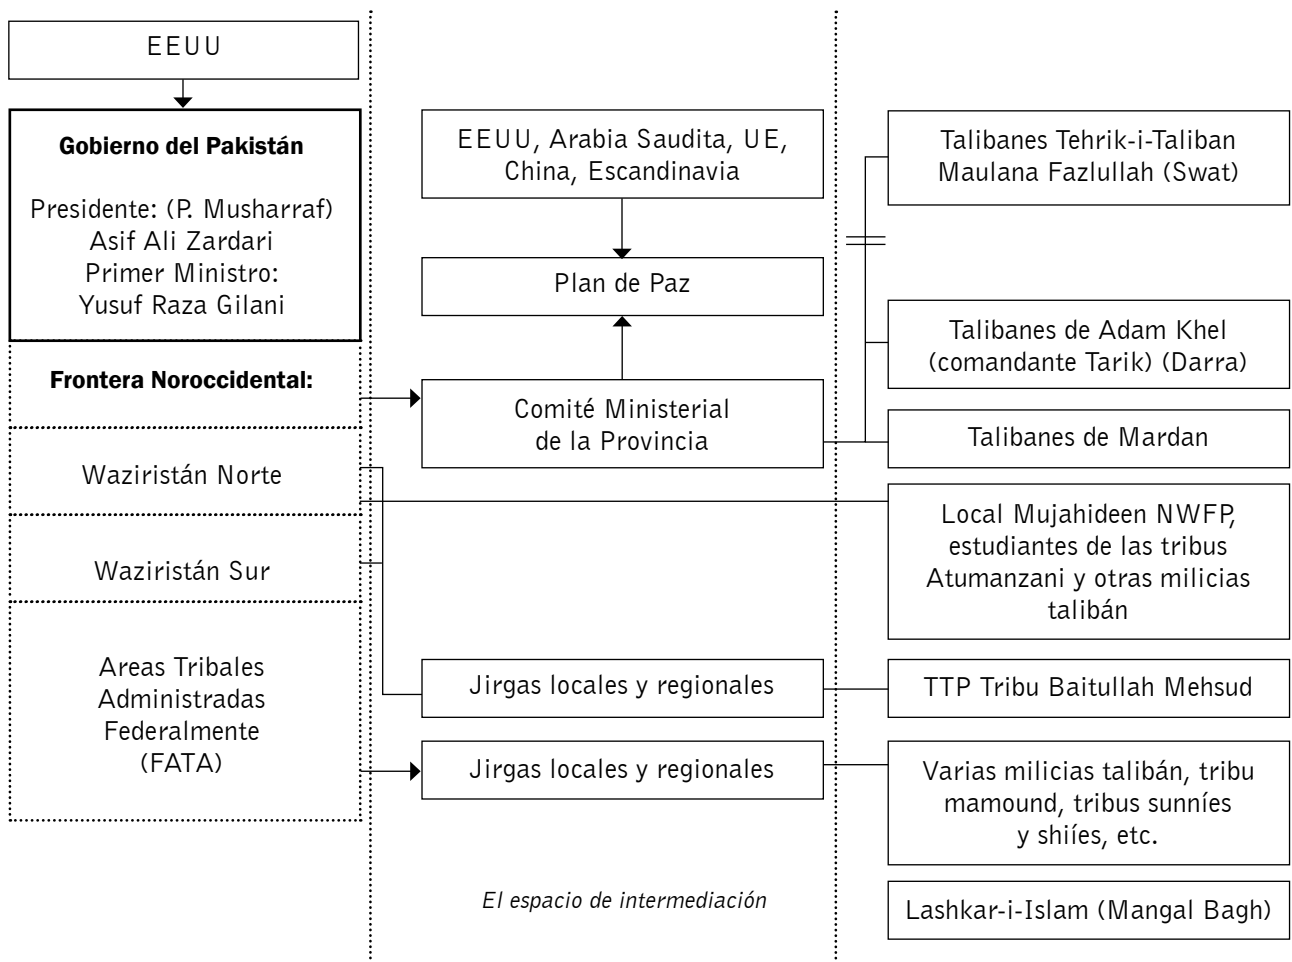 EEUU
Gobierno del Pakistán
Presidente: (P. Musharraf)
Asif Ali Zardari
Primer Ministro:
Yusuf Raza Gilani
Frontera Noroccidental:
Waziristán Norte
Waziristán Sur
Areas Tribales
Administradas
Federalmente
(FATA)
EEUU, Arabia Saudita, UE,
China, Escandinavia
Plan de Paz
Comité Ministerial
de la Provincia
Jirgas locales y regionales
Jirgas locales y regionales
El espacio de intermediación
Talibanes Tehrik-i-Taliban
Maulana Fazlullah (Swat)
Talibanes de Adam Khel
(comandante Tarik) (Darra)
Talibanes de Mardan
Local Mujahideen NWFP,
estudiantes de las tribus
Atumanzani y otras milicias
talibán
TTP Tribu Baitullah Mehsud
Varias milicias talibán, tribu
mamound, tribus sunníes
y shiíes, etc.
Lashkar-i-Islam (Mangal Bagh)